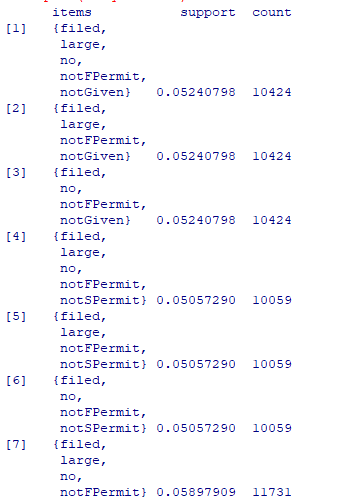 items support count
[1] {filed,
large,
no,
notFPermit,
notGiven} 0.05240798 10424
[2] {filed,
large,
notFPermit,
notGiven} 0.05240798 10424
[3] {filed,
no,
notFPermit,
notGiven} 0.05240798 10424
[4] {filed,
large,
no,
notFPermit,
notSPermit} 0.05057290 10059
[5] {filed,
large,
notFPermit,
notSPermit} 0.05057290 10059
[6] {filed,
no,
notFPermit,
notSPermit} 0.05057290 10059
[7] {filed,
large,
no,
notFPermit} 0.05897909 11731